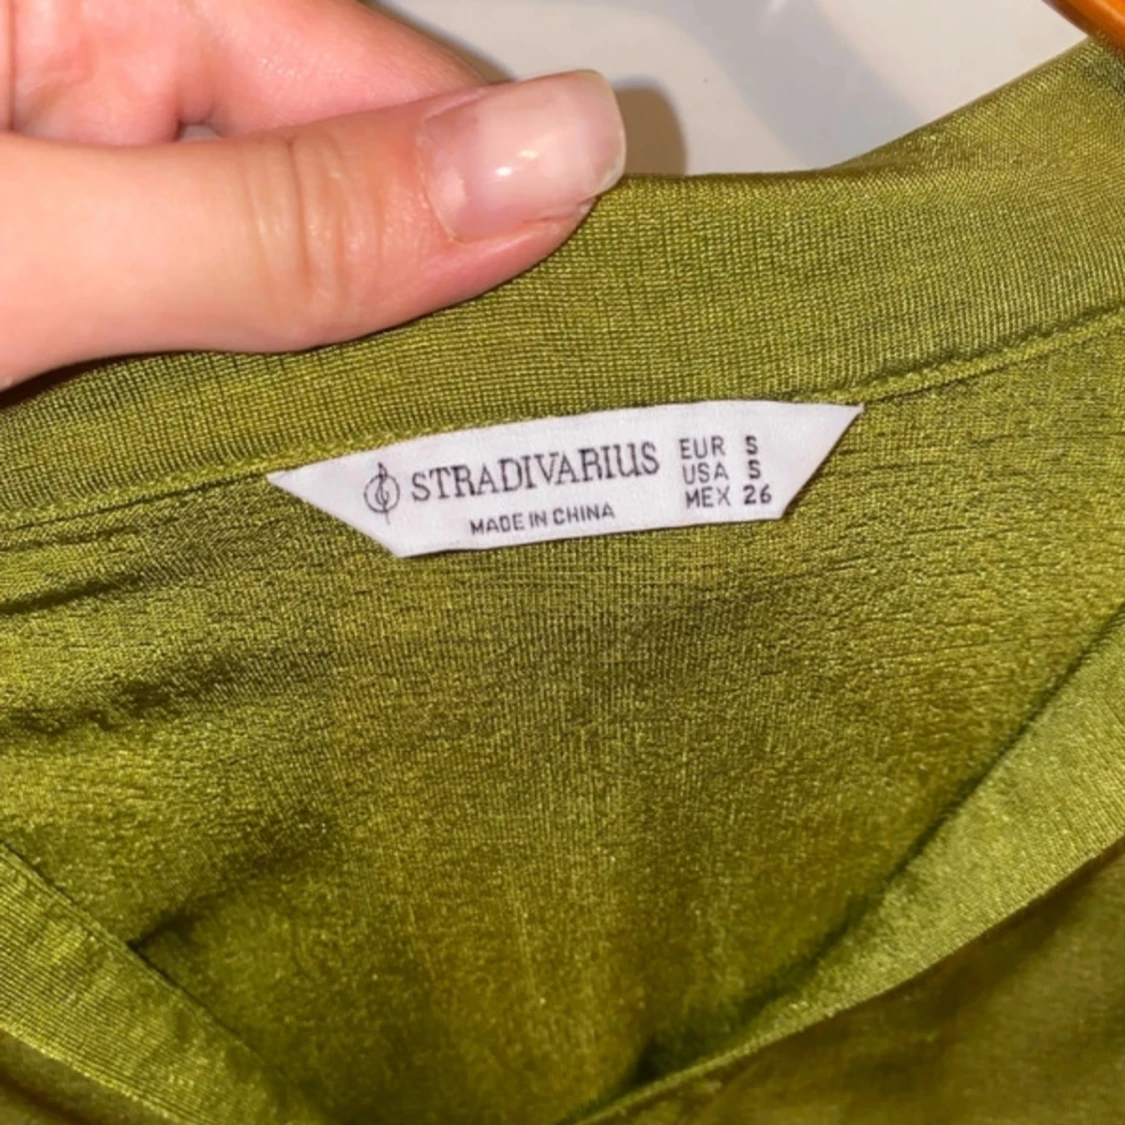 STRADIVARIUS
MADE IN CHINA
EUR S
USA S
MEX 26